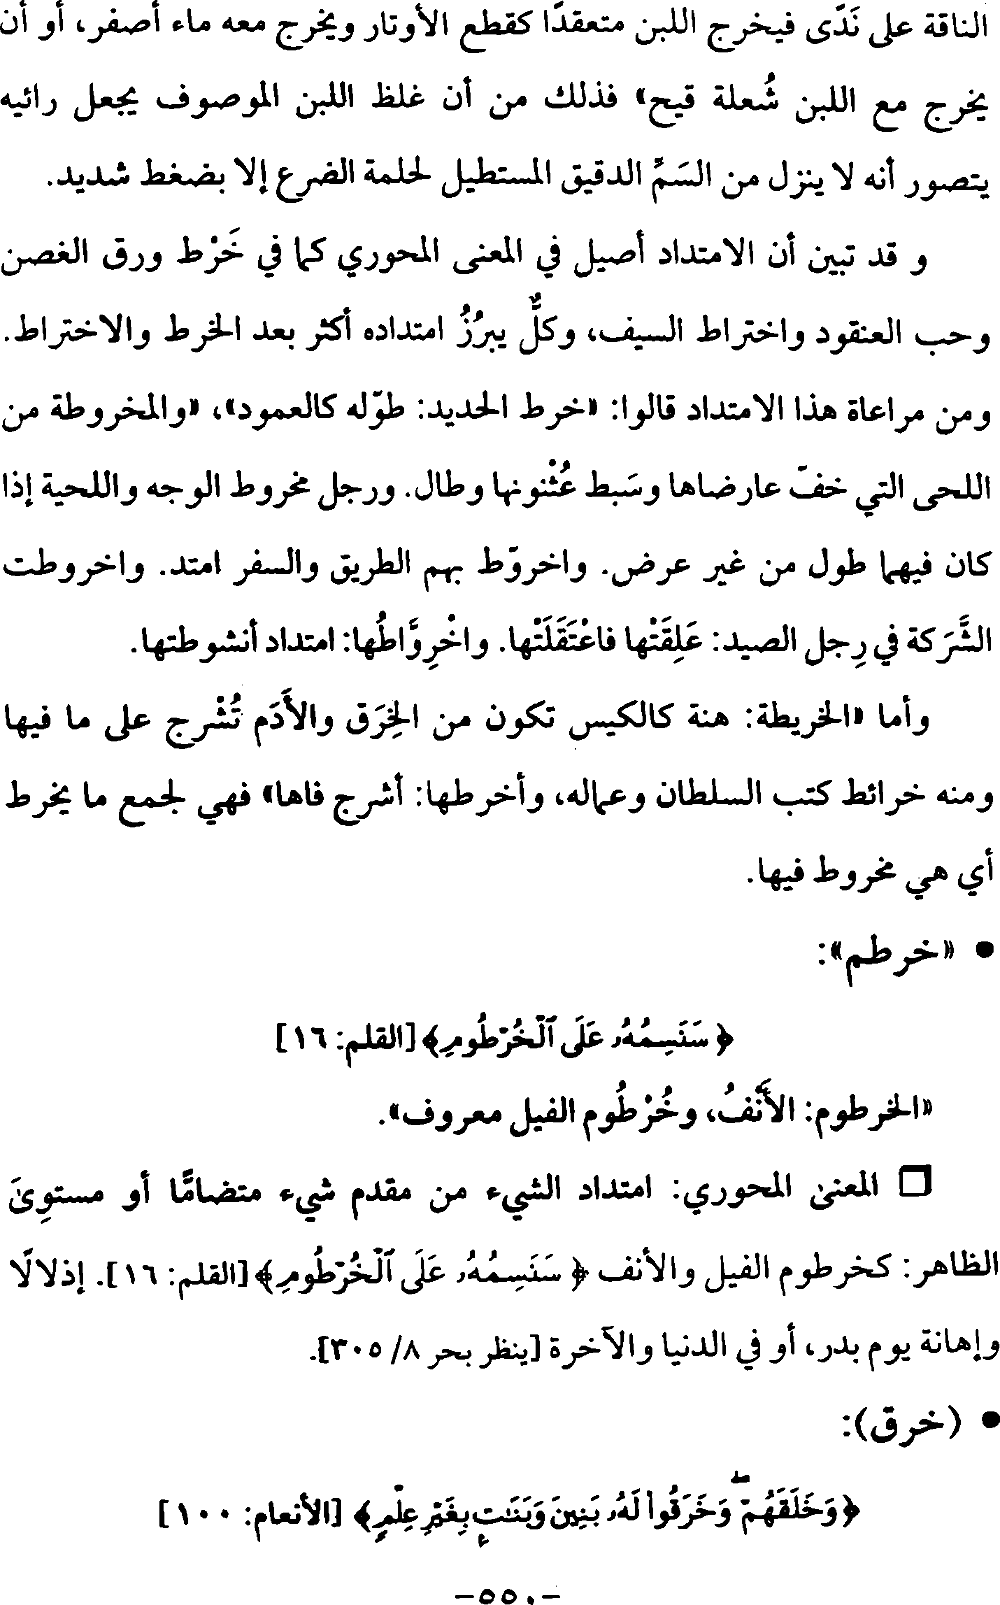 الناقة على نَدًى فيخرج اللبن متعقدًا كقطع الأوتار ويخرج معه ماء أصفر، أو أن
يخرج مع اللبن شُعلة قيح» فذلك من أن غلظ اللبن الموصوف يجعل رائيه
يتصور أنه لا ينزل من السَمِّ الدقيق المستطيل لحلمة الضرع إلا بضغط شديد.
و قد تبين أن الامتداد أصيل في المعنى المحوري كما في خَرْط ورق الغصن
وحب العنقود واختراط السيف، وكلٌّ يبرُزُ امتداده أكثر بعد الخرط والاختراط.
ومن مراعاة هذا الامتداد قالوا: «خرط الحديد: طوّله كالعمود»، «والمخروطة من
اللحى التي خفّ عارضاها وسَبط عُثْنونها وطال. ورجل مخروط الوجه واللحية إذا
كان فيهما طول من غير عرض. واخروّط بهم الطريق والسفر امتد. واخروطت
الشَّرَكة في رِجل الصيد: عَلِقَتْها فاعْتَقَلَتْها. واخْرِوَّاطُها: امتداد أنشوطتها.
وأما «الخريطة: هنة كالكيس تكون من الخِرَق والأَدَم تُشْرج على ما فيها
ومنه خرائط كتب السلطان وعماله، وأخرطها: أشرج فاها» فهي لجمع ما يخرط
أي هي مخروط فيها.
• «خرطم»:
﴿ سَنَسِمُهُۥ عَلَى ٱلْخُرْطُومِ﴾ [القلم: ١٦]
«الخرطوم: الأَنْفُ، وخُرْطُوم الفيل معروف».
□ المعنى المحوري: امتداد الشيء من مقدم شيء متضامًّا أو مستوِىَ
الظاهر: كخرطوم الفيل والأنف ﴿ سَنَسِمُهُۥ عَلَى ٱلْخُرْطُومِ﴾ [القلم: ١٦]. إذلالًا
وإهانة يوم بدر، أو في الدنيا والآخرة [ينظر بحر ٨/ ٣٠٥].
• (خرق):
﴿وَخَلَقَهُمْ ۖ وَخَرَقُوا۟ لَهُۥ بَنِينَ وَبَنَـٰتٍۭ بِغَيْرِ عِلْمٍ﴾ [الأنعام: ١٠٠]
-٥٥٠-